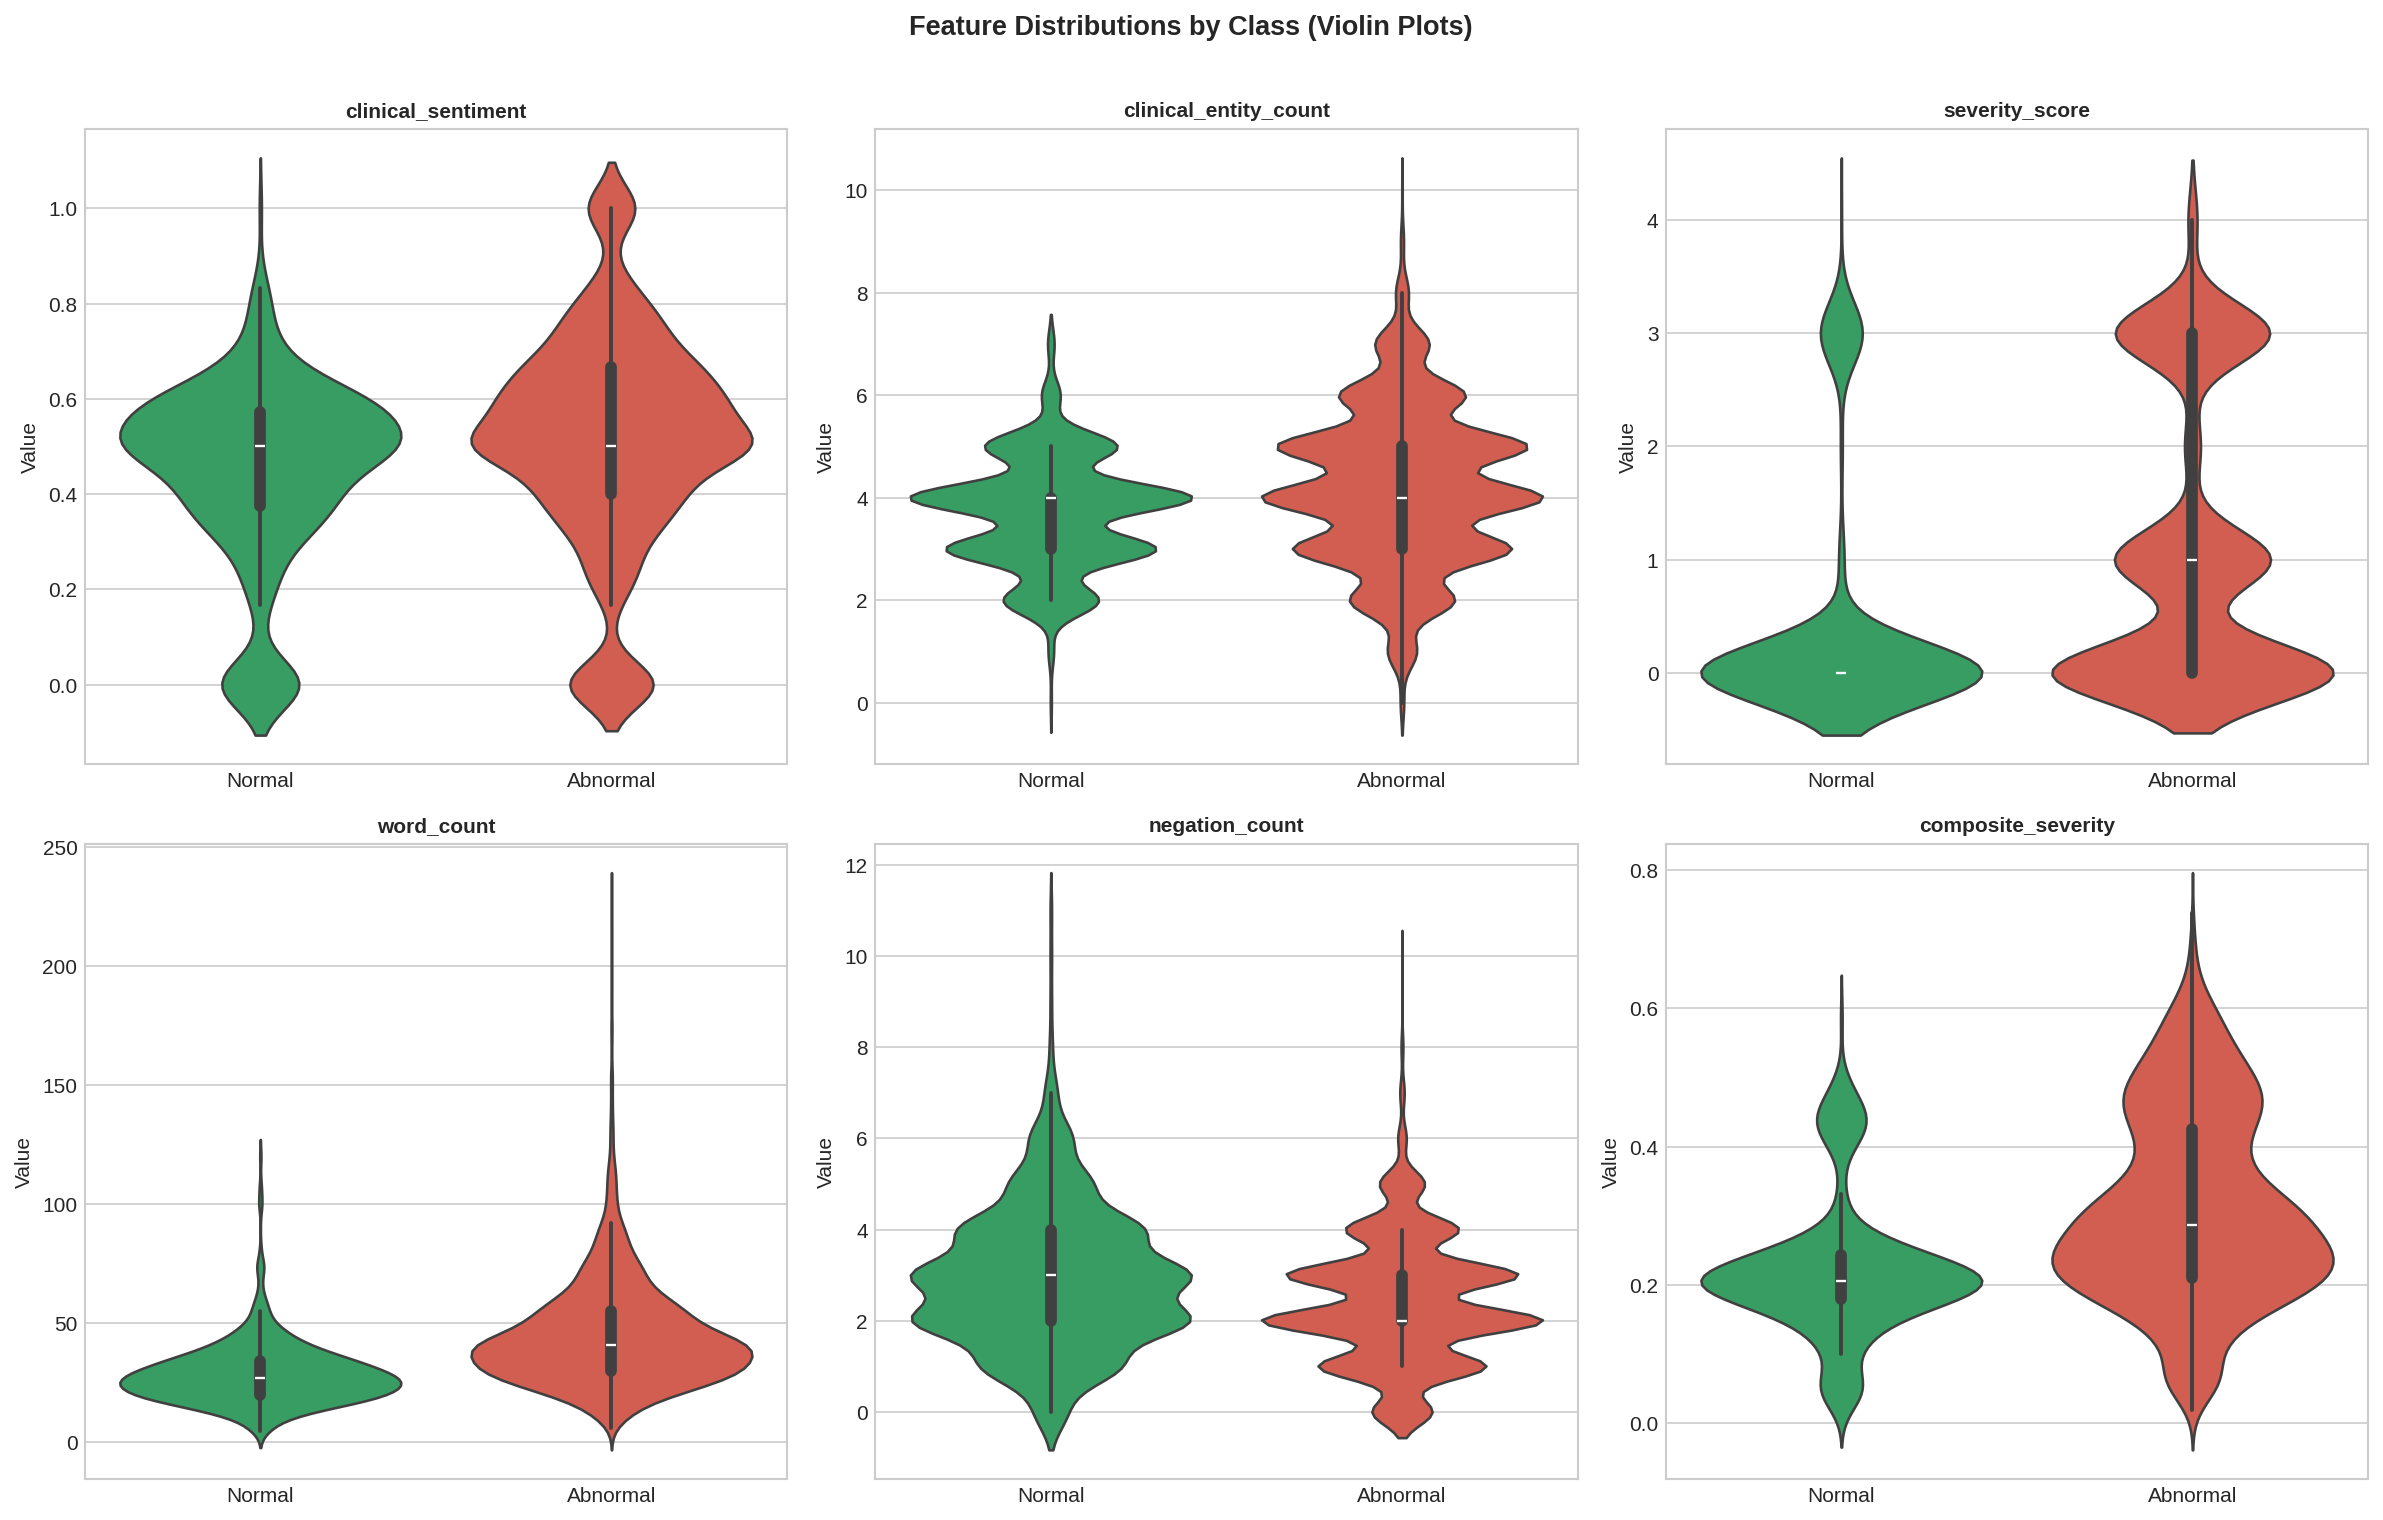 Feature Distributions by Class (Violin Plots)
clinical_sentiment
Value
1.0
0.8
0.6
0.4
0.2
0.0
Normal
Abnormal
clinical_entity_count
Value
10
8
6
4
2
0
Normal
Abnormal
severity_score
Value
4
3
2
1
0
Normal
Abnormal
word_count
Value
250
200
150
100
50
0
Normal
Abnormal
negation_count
Value
12
10
8
6
4
2
0
Normal
Abnormal
composite_severity
Value
0.8
0.6
0.4
0.2
0.0
Normal
Abnormal